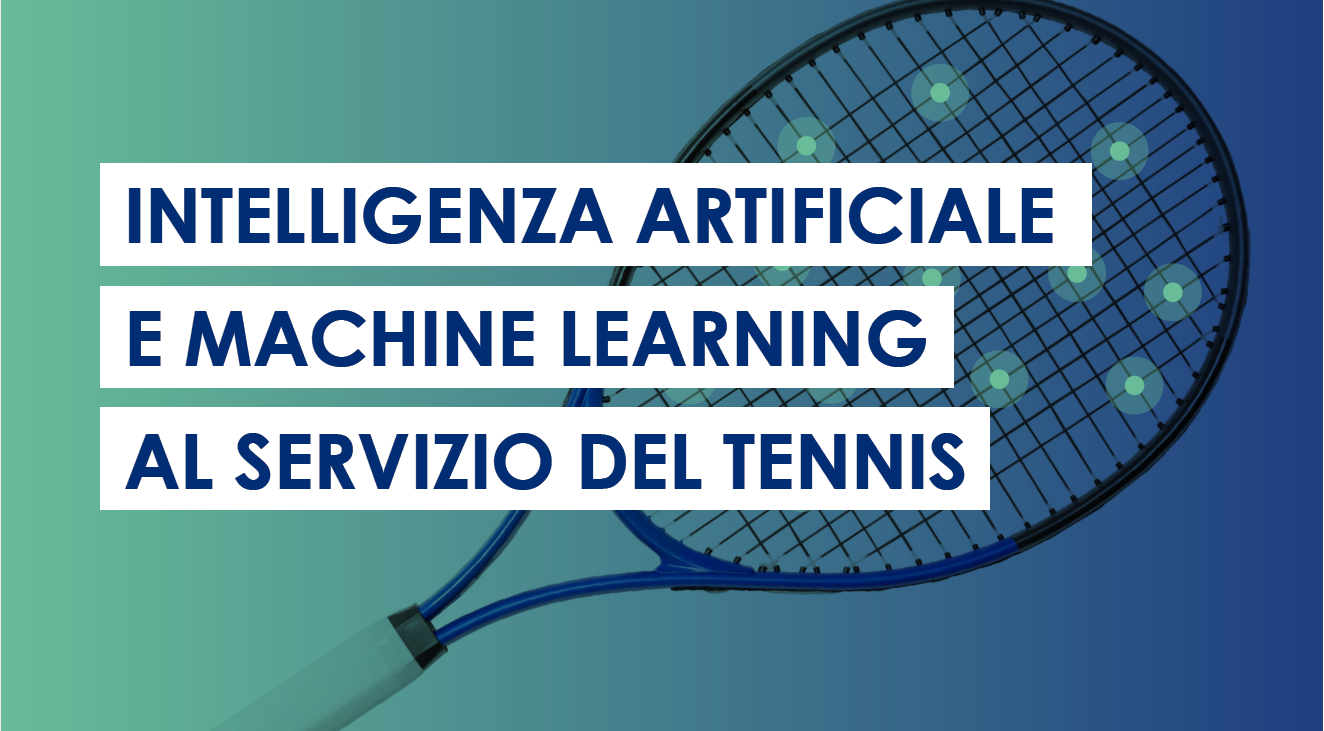 INTELLIGENZA ARTIFICIALE
E MACHINE LEARNING
AL SERVIZIO DEL TENNIS